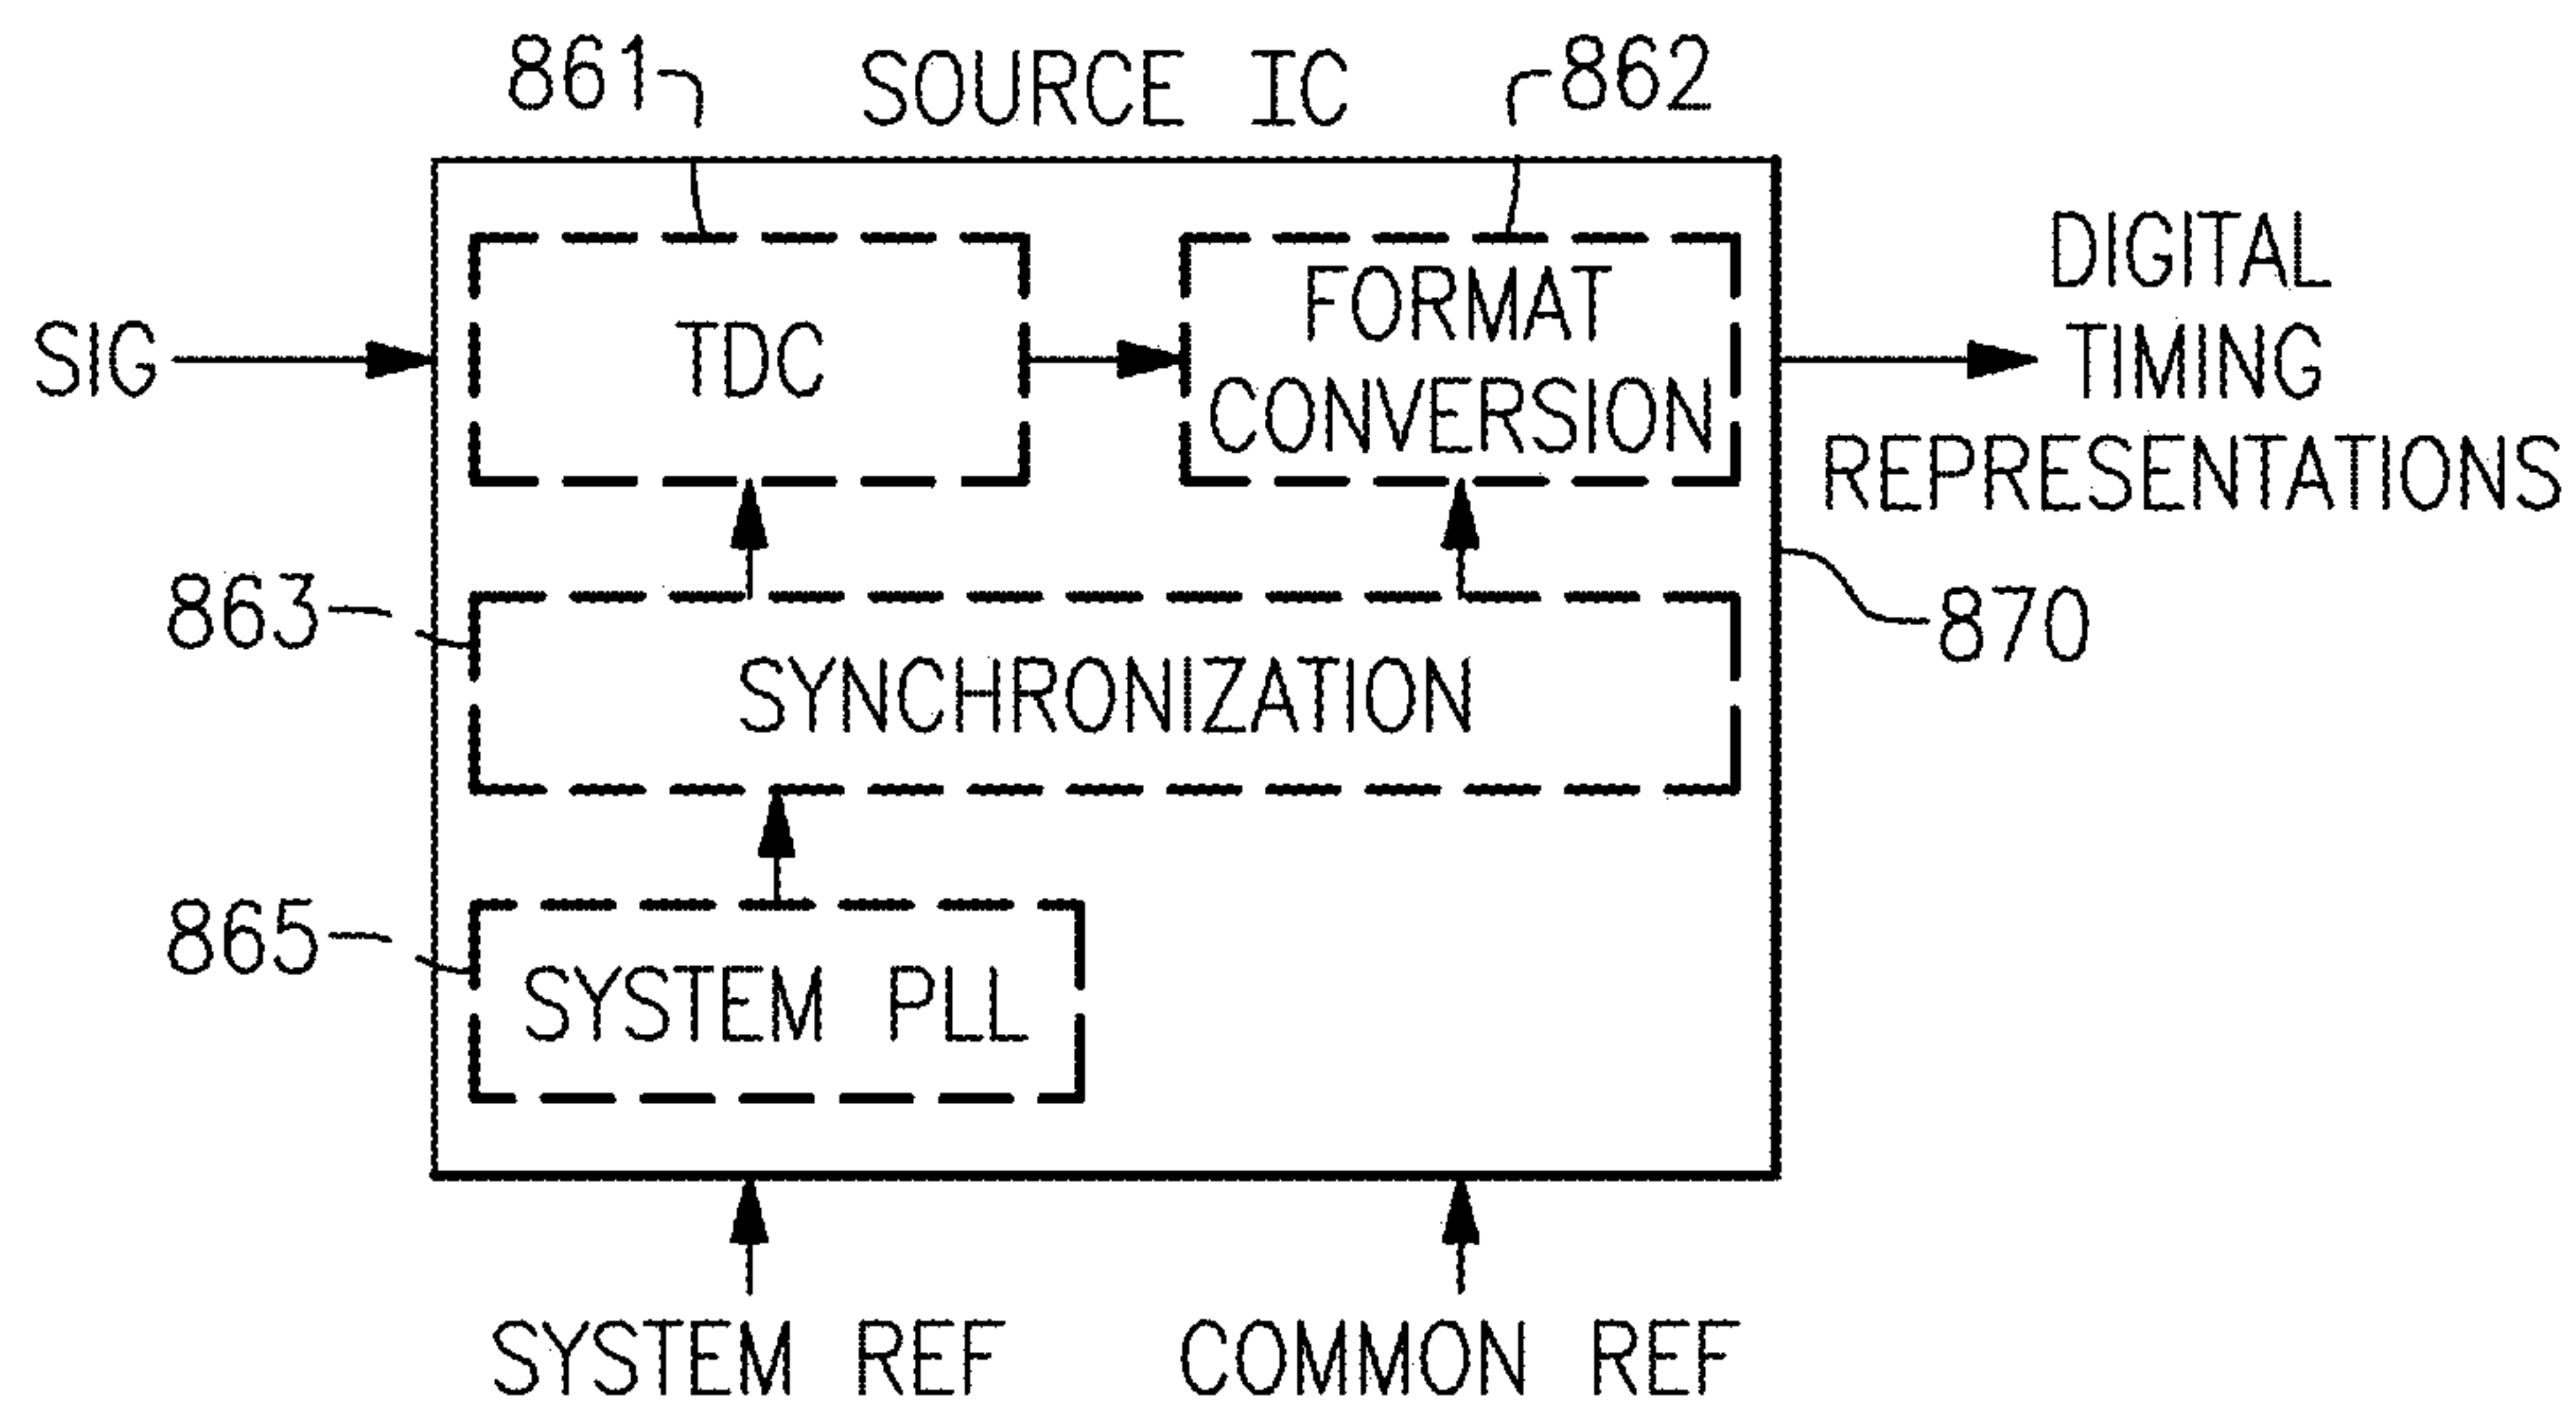 861 SOURCE IC 862
SIG
TDC
FORMAT
CONVERSION
DIGITAL
TIMING
REPRESENTATIONS
863
SYNCHRONIZATION
870
865
SYSTEM PLL
SYSTEM REF
COMMON REF